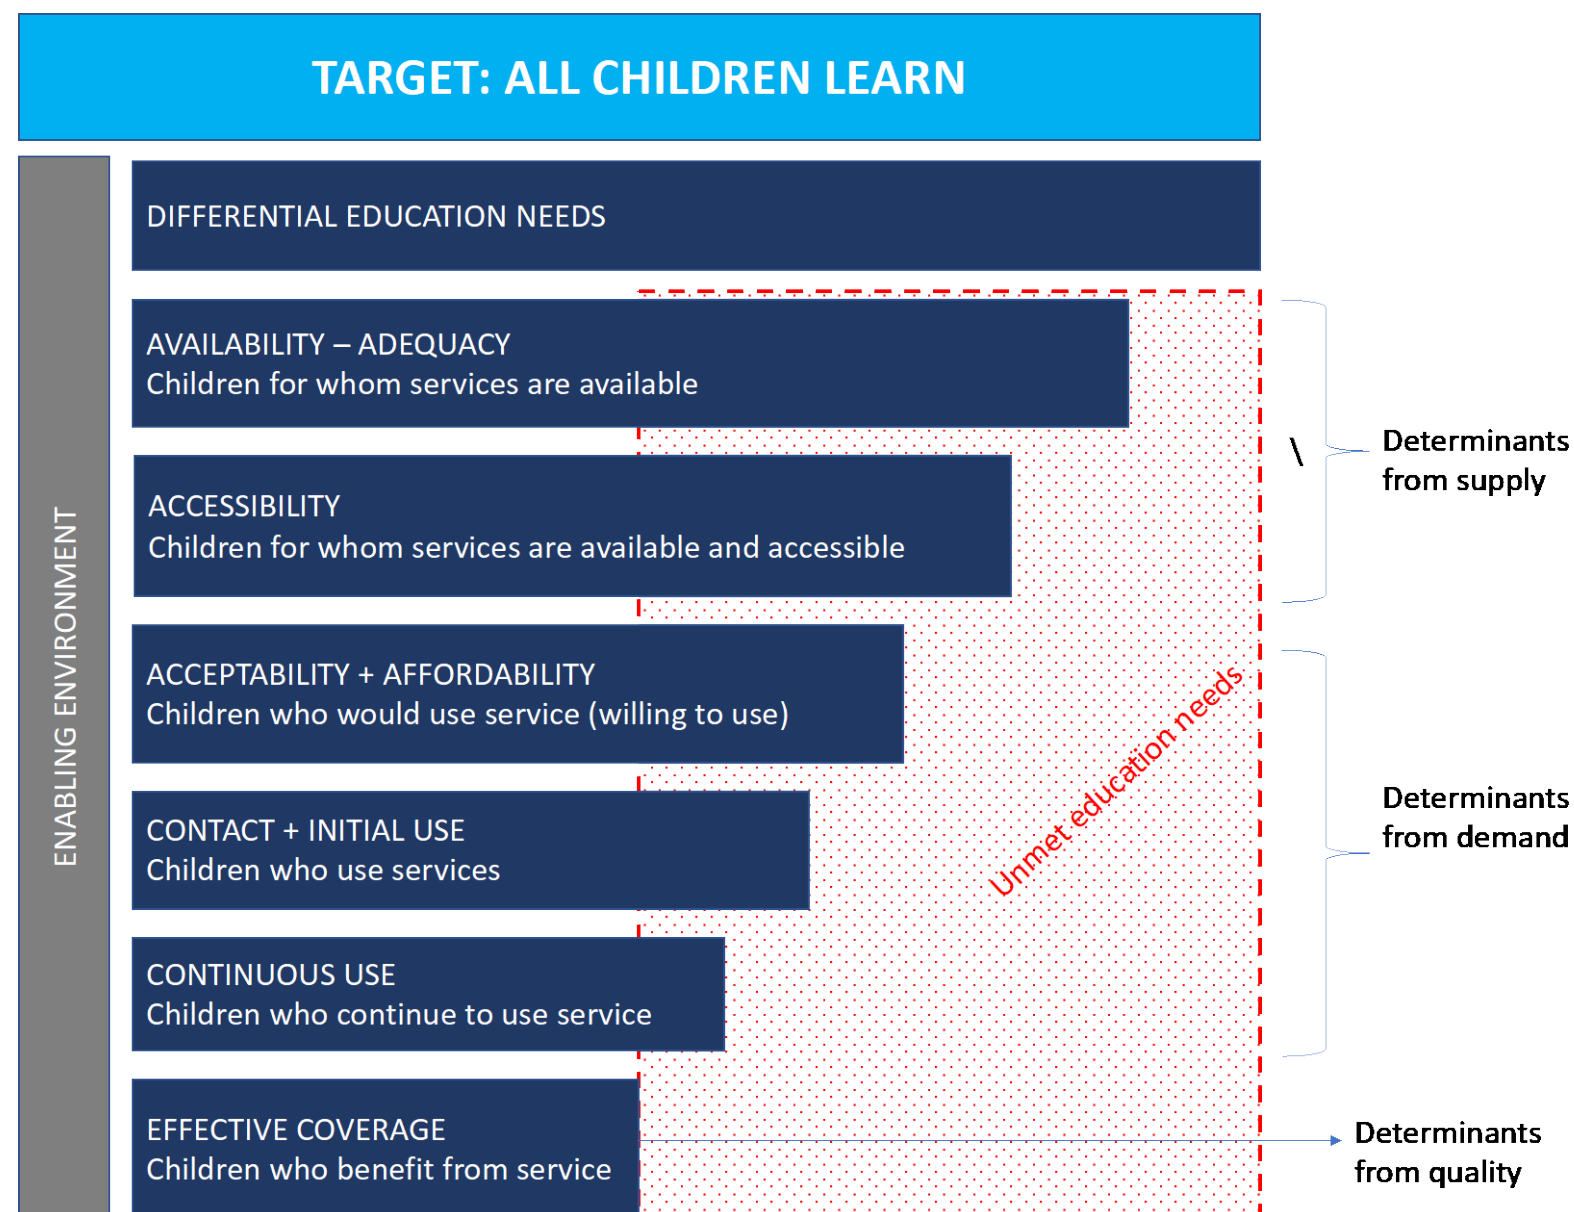 TARGET: ALL CHILDREN LEARN
ENABLING ENVIRONMENT
DIFFERENTIAL EDUCATION NEEDS
AVAILABILITY – ADEQUACY
Children for whom services are available
ACCESSIBILITY
Children for whom services are available and accessible
\
Determinants
from supply
ACCEPTABILITY + AFFORDABILITY
Children who would use service (willing to use)
CONTACT + INITIAL USE
Children who use services
Unmet education needs
Determinants
from demand
CONTINUOUS USE
Children who continue to use service
EFFECTIVE COVERAGE
Children who benefit from service
Determinants
from quality